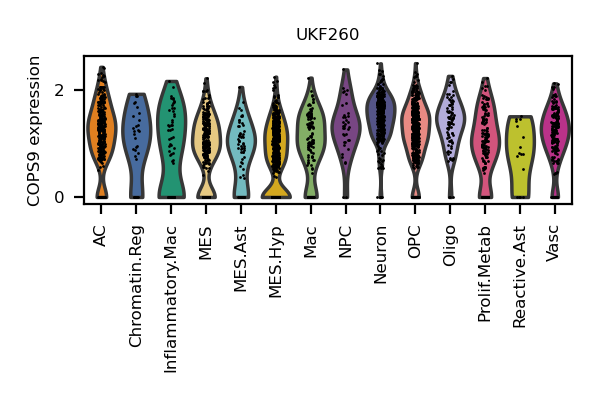 UKF260
COPS9 expression
2
0
AC
Chromatin.Reg
Inflammatory.Mac
MES
MES.Ast
MES.Hyp
Mac
NPC
Neuron
OPC
Oligo
Prolif.Metab
Reactive.Ast
Vasc